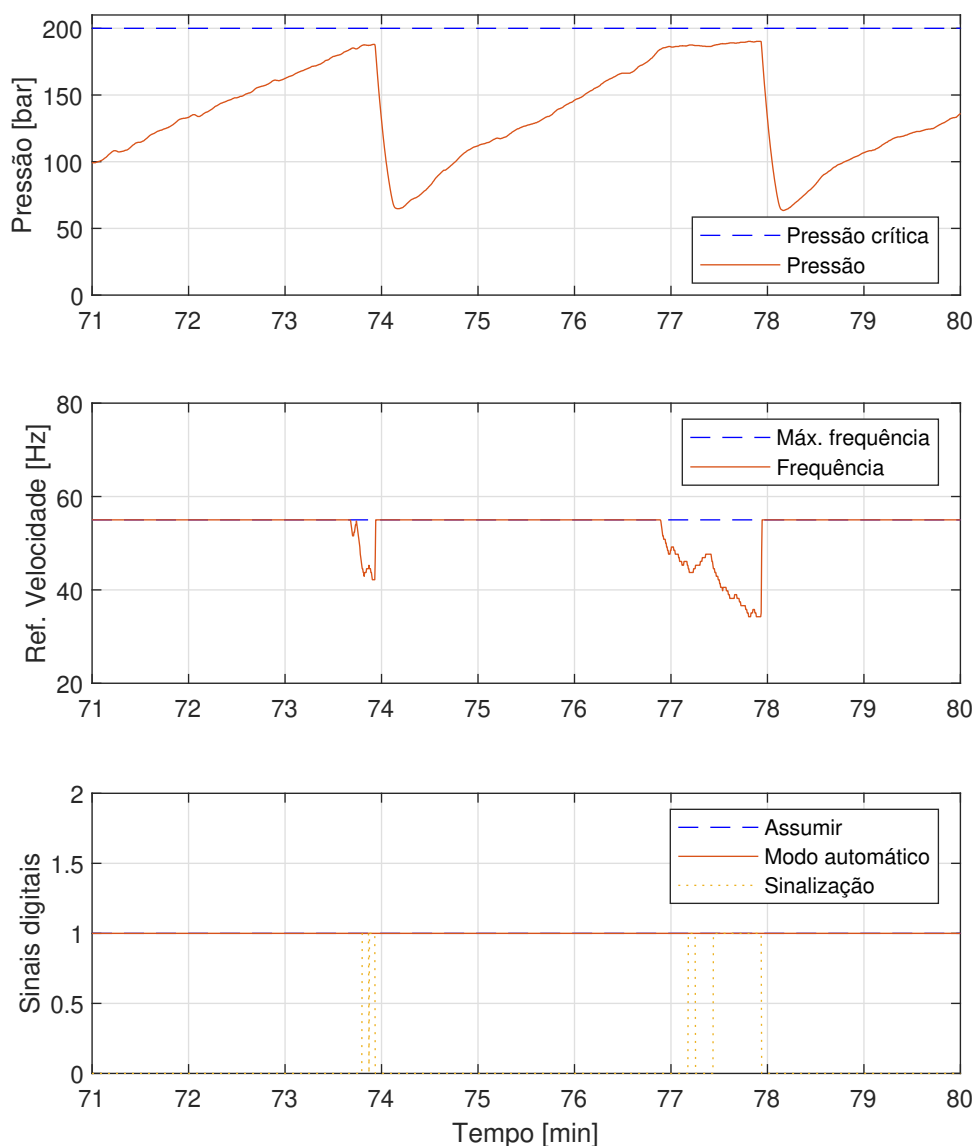 200
150
100
50
0
Pressão [bar]
Pressão crítica
Pressão
71 72 73 74 75 76 77 78 79 80
80
60
40
20
Ref. Velocidade [Hz]
Máx. frequência
Frequência
71 72 73 74 75 76 77 78 79 80
2
1.5
1
0.5
0
Sinais digitais
Assumir
Modo automático
Sinalização
71 72 73 74 75 76 77 78 79 80
Tempo [min]